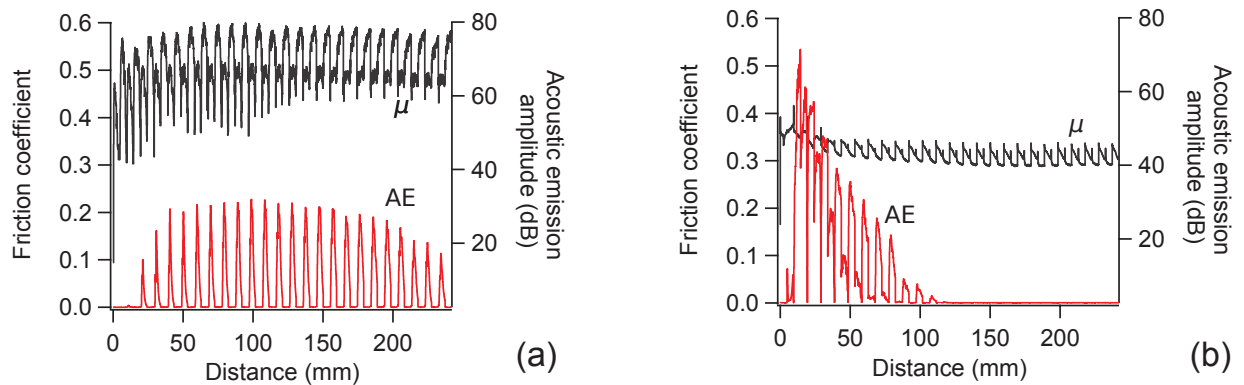 Friction coefficient
0.6
0.5
0.4
0.3
0.2
0.1
0.0
μ
AE
80
60
40
20
Acoustic emission
amplitude (dB)
0 50 100 150 200
Distance (mm)
(a)
Friction coefficient
0.6
0.5
0.4
0.3
0.2
0.1
0.0
μ
AE
80
60
40
20
Acoustic emission
amplitude (dB)
0 50 100 150 200
Distance (mm)
(b)